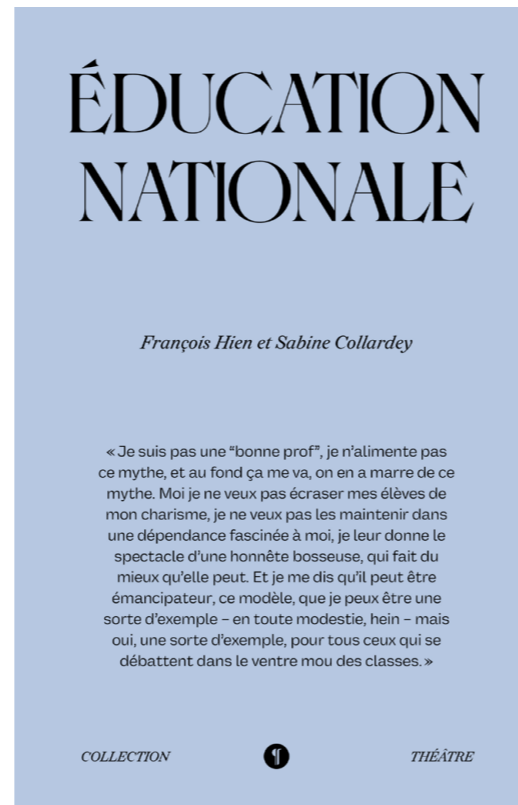 ÉDUCATION
NATIONALE
François Hien et Sabine Collardey
« Je suis pas une “bonne prof”, je n’alimente pas
ce mythe, et au fond ça me va, on en a marre de ce
mythe. Moi je ne veux pas écraser mes élèves de
mon charisme, je ne veux pas les maintenir dans
une dépendance fascinée à moi, je leur donne le
spectacle d’une honnête bosseuse, qui fait du
mieux qu’elle peut. Et je me dis qu’il peut être
émancipateur, ce modèle, que je peux être une
sorte d’exemple – en toute modestie, hein – mais
oui, une sorte d’exemple, pour tous ceux qui se
débattent dans le ventre mou des classes. »
COLLECTION ¶ THÉÂTRE